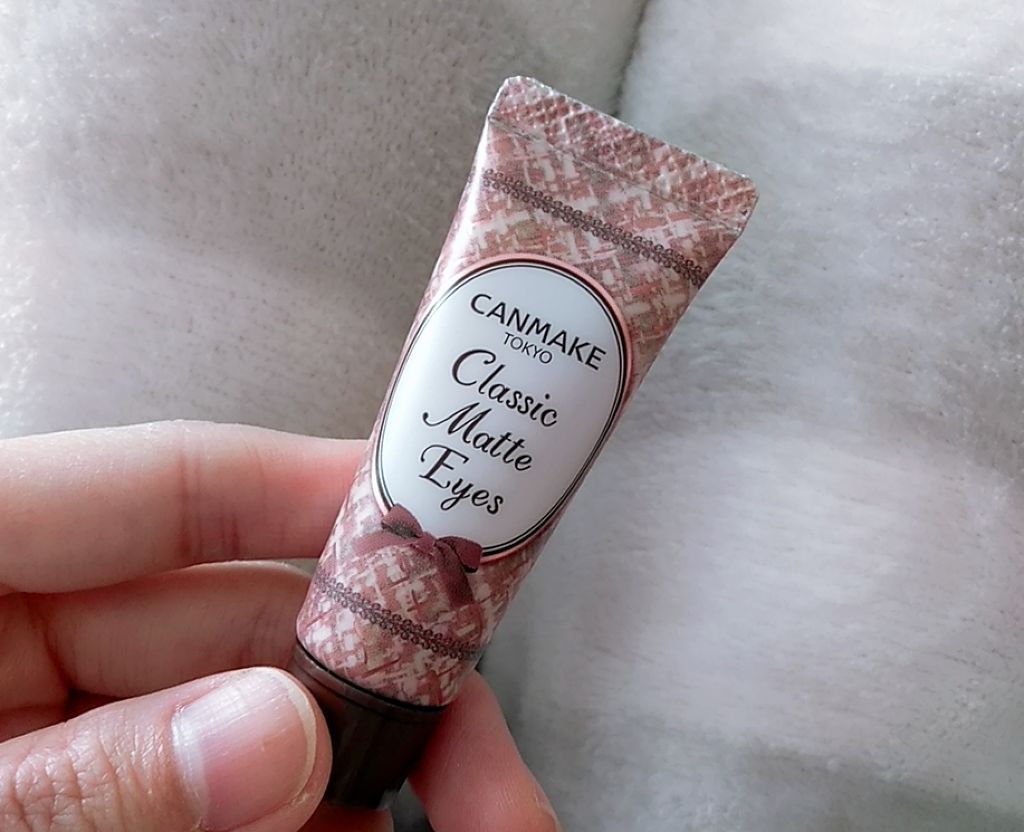 CANMAKE
TOKYO
Classic
Matte
Eyes